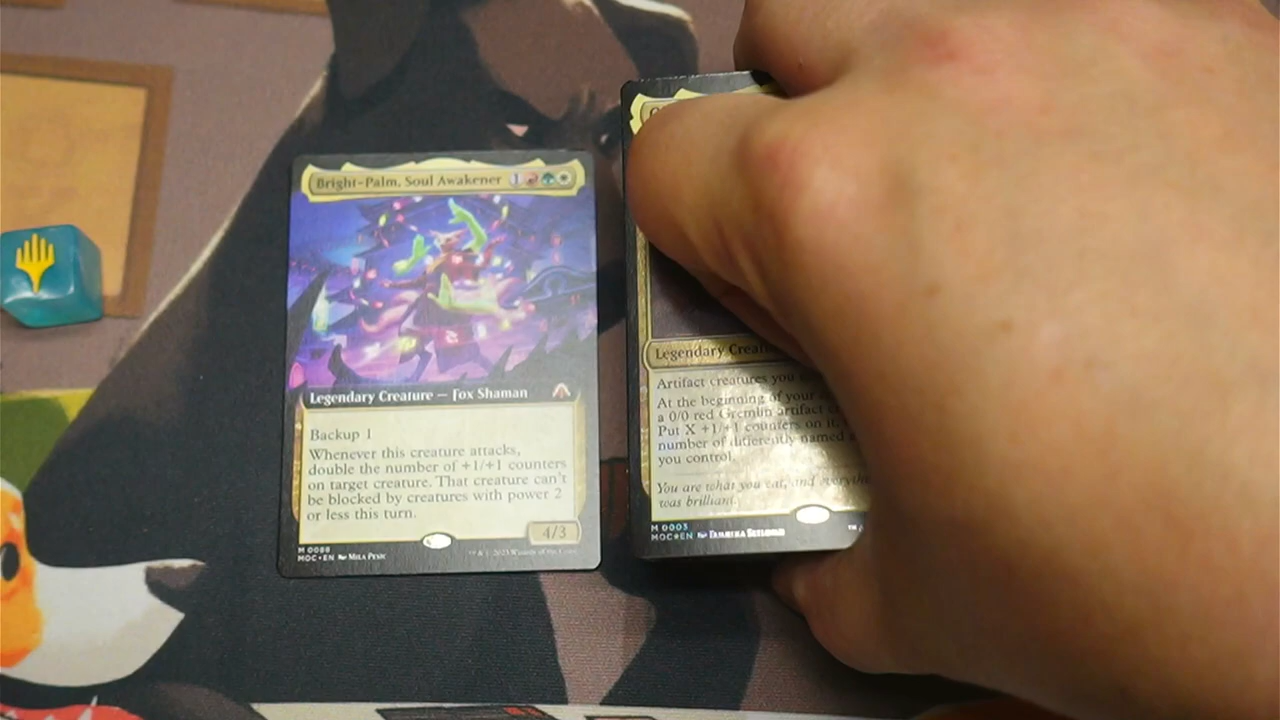 Bright-Palm, Soul Awakener 1
Legendary Creature — Fox Shaman
Backup 1
Whenever this creature attacks,
double the number of +1/+1 counters
on target creature. That creature can't
be blocked by creatures with power 2
or less this turn.
4/3
M 0086
MOC • EN Mila Pesic
™ & © 2023 Wizards of the Coast
Legendary
Artifact creatures you
At the beginning of your
a 0/0 red Gremlin artifact
Put X +1/+1 counters on it,
number of differently named
you control.
You are what you eat, and
was brilliant.
M 0003
MOC★EN
™